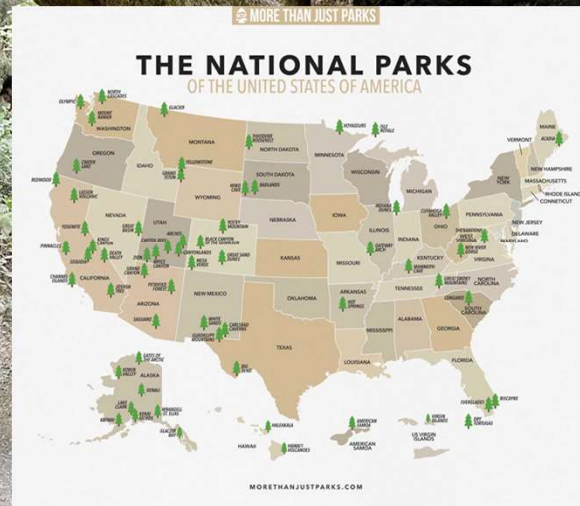 MORE THAN JUST PARKS
THE NATIONAL PARKS
OF THE UNITED STATES OF AMERICA
NORTH
CASCADES
OLYMPIC
MOUNT
RAINIER
WASHINGTON
GLACIER
VOYAGEURS
ISLE
ROYALE
MAINE
ACADIA
VERMONT
THEODORE
ROOSEVELT
NORTH DAKOTA
MONTANA
MINNESOTA
OREGON
CRATER
LAKE
IDAHO
YELLOWSTONE
GRAND
TETON
SOUTH DAKOTA
WIND
CAVE
BADLANDS
WISCONSIN
MICHIGAN
NEW
YORK
NEW HAMPSHIRE
MASSACHUSETTS
RHODE ISLAND
CONNECTICUT
REDWOOD
LASSEN
VOLCANIC
WYOMING
IOWA
INDIANA
DUNES
CUYAHOGA
VALLEY
PENNSYLVANIA
NEW JERSEY
DELAWARE
MARYLAND
NEVADA
UTAH
NEBRASKA
ILLINOIS
INDIANA
OHIO
SHENANDOAH
WEST
VIRGINIA
NEW RIVER
GORGE
VIRGINIA
YOSEMITE
PINNACLES
KINGS
CANYON
SEQUOIA
DEATH
VALLEY
GREAT
BASIN
ZION
BRYCE
CANYON
CAPITOL REEF
ARCHES
CANYONLANDS
ROCKY
MOUNTAIN
BLACK CANYON
OF THE GUNNISON
GREAT SAND
DUNES
MESA
VERDE
KANSAS
MISSOURI
GATEWAY
ARCH
KENTUCKY
MAMMOTH
CAVE
CHANNEL
ISLANDS
CALIFORNIA
JOSHUA
TREE
GRAND
CANYON
PETRIFIED
FOREST
ARIZONA
SAGUARO
NEW MEXICO
WHITE
SANDS
CARLSBAD
CAVERNS
GUADALUPE
MOUNTAINS
OKLAHOMA
ARKANSAS
HOT
SPRINGS
TENNESSEE
GREAT SMOKY
MOUNTAINS
NORTH
CAROLINA
CONGAREE
SOUTH
CAROLINA
TEXAS
BIG
BEND
LOUISIANA
MISSISSIPPI
ALABAMA
GEORGIA
FLORIDA
EVERGLADES
BISCAYNE
DRY
TORTUGAS
GATES OF
THE ARCTIC
KOBUK
VALLEY
ALASKA
DENALI
LAKE
CLARK
KATMAI
KENAI
FJORDS
WRANGELL
ST. ELIAS
GLACIER
BAY
HALEAKALA
HAWAII
HAWAI'I
VOLCANOES
AMERICAN
SAMOA
AMERICAN
SAMOA
VIRGIN
ISLANDS
US VIRGIN
ISLANDS
MORETHANJUSTPARKS.COM